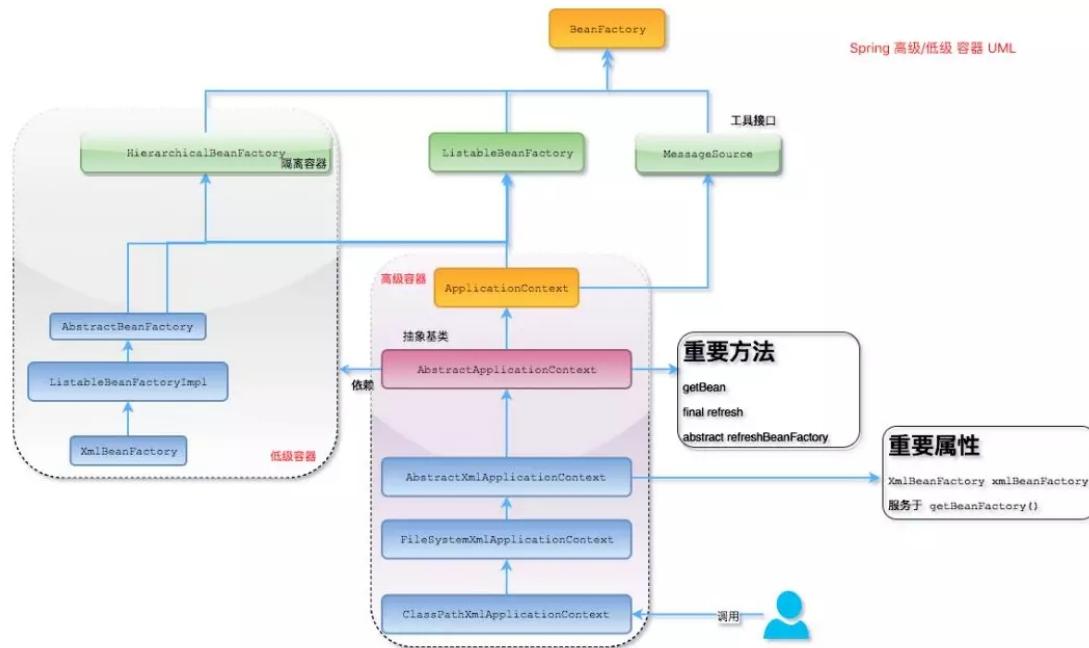 BeanFactory
Spring 高级/低级 容器 UML
工具接口
HierarchicalBeanFactory
隔离容器
ListableBeanFactory
MessageSource
高级容器
ApplicationContext
AbstractBeanFactory
抽象基类
重要方法
getBean
final refresh
abstract refreshBeanFactory
AbstractApplicationContext
依赖
ListableBeanFactoryImpl
XmlBeanFactory
低级容器
重要属性
XmlBeanFactory xmlBeanFactory
服务于 getBeanFactory()
AbstractXmlApplicationContext
FileSystemXmlApplicationContext
ClassPathXmlApplicationContext
调用